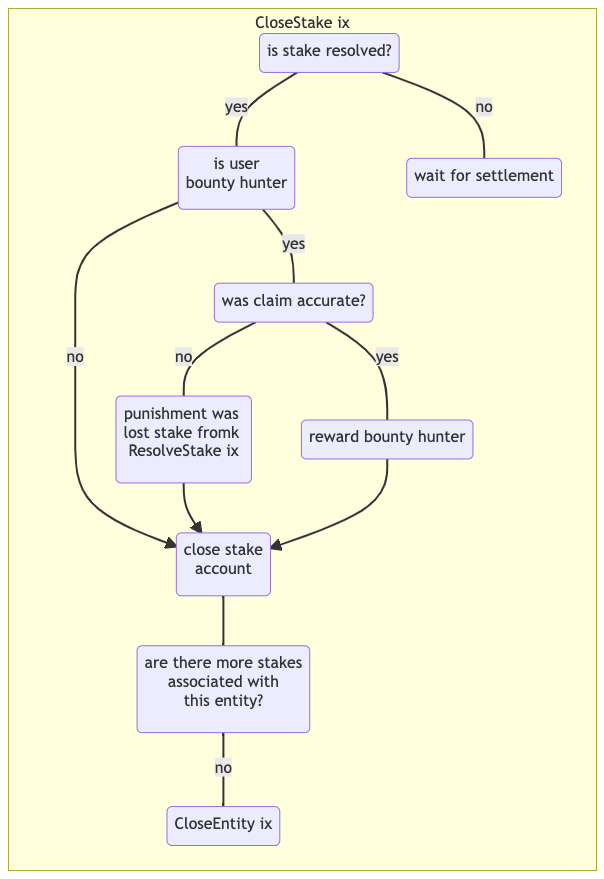 CloseStake ix
is stake resolved?
yes
no
is user
bounty hunter
wait for settlement
yes
was claim accurate?
no
no
yes
punishment was
lost stake fromk
ResolveStake ix
reward bounty hunter
close stake
account
are there more stakes
associated with
this entity?
no
CloseEntity ix